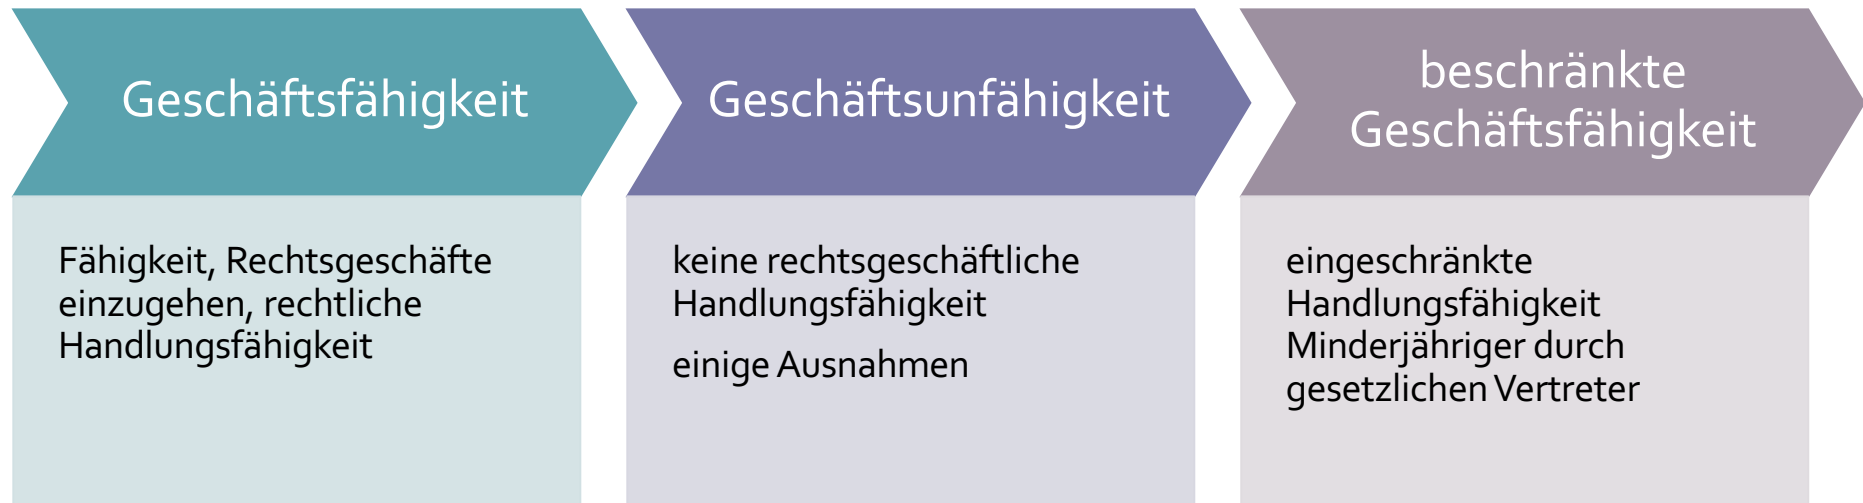 Geschäftsfähigkeit
Fähigkeit, Rechtsgeschäfte
einzugehen, rechtliche
Handlungsfähigkeit
Geschäftsunfähigkeit
keine rechtsgeschäftliche
Handlungsfähigkeit
einige Ausnahmen
beschränkte
Geschäftsfähigkeit
eingeschränkte
Handlungsfähigkeit
Minderjähriger durch
gesetzlichen Vertreter